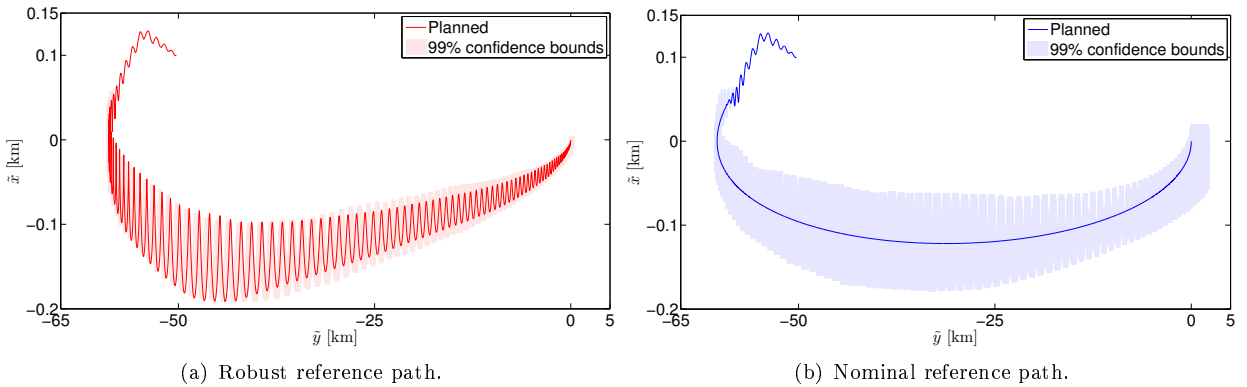 0.15
Planned
99% confidence bounds
0.1
0
−0.1
−0.2
x̃ [km]
−65
−50
−25
0
5
ỹ [km]
(a) Robust reference path.
0.15
Planned
99% confidence bounds
0.1
0
−0.1
−0.2
x̃ [km]
−65
−50
−25
0
5
ỹ [km]
(b) Nominal reference path.